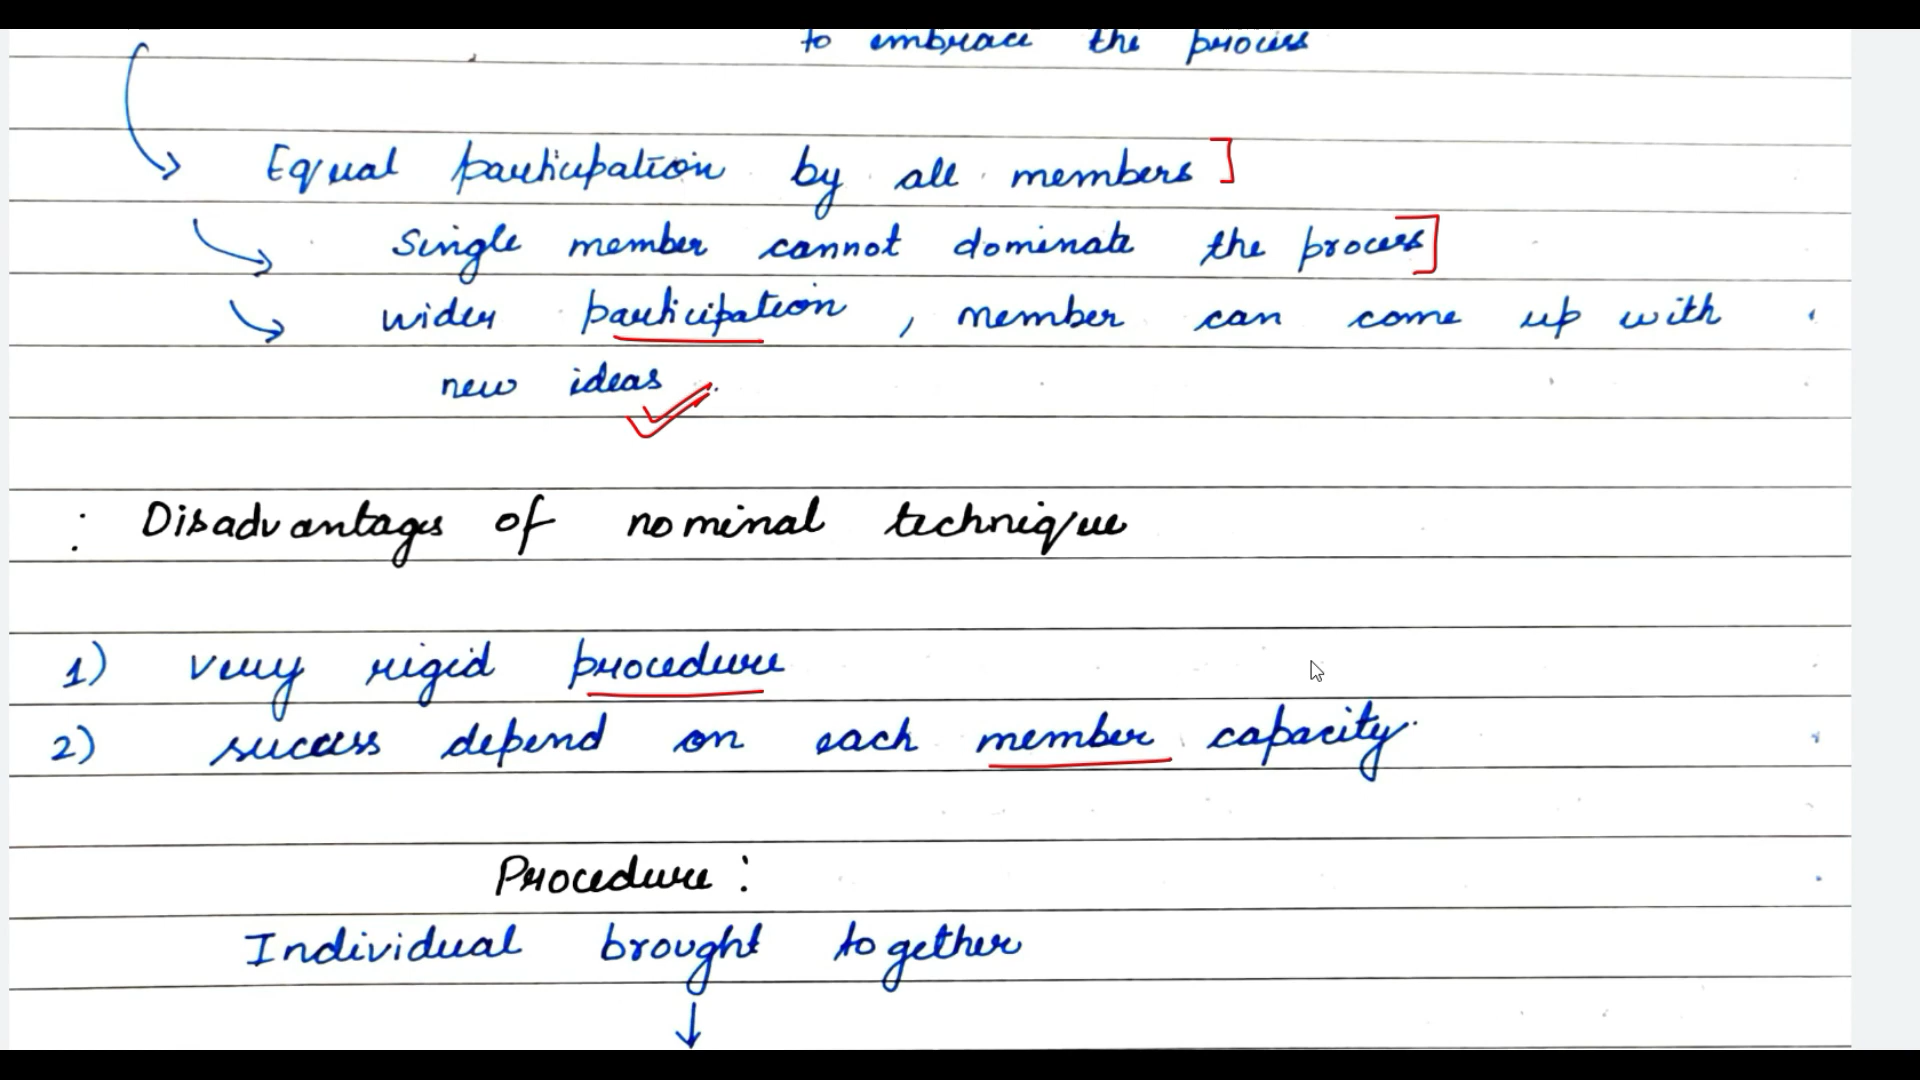 to embrace the process
Equal participation by all members
Single member cannot dominate the process
wider participation, member can come up with
new ideas
: Disadvantages of nominal technique
1) very rigid procedure
2) success depend on each member capacity.
Procedure :
Individual brought together